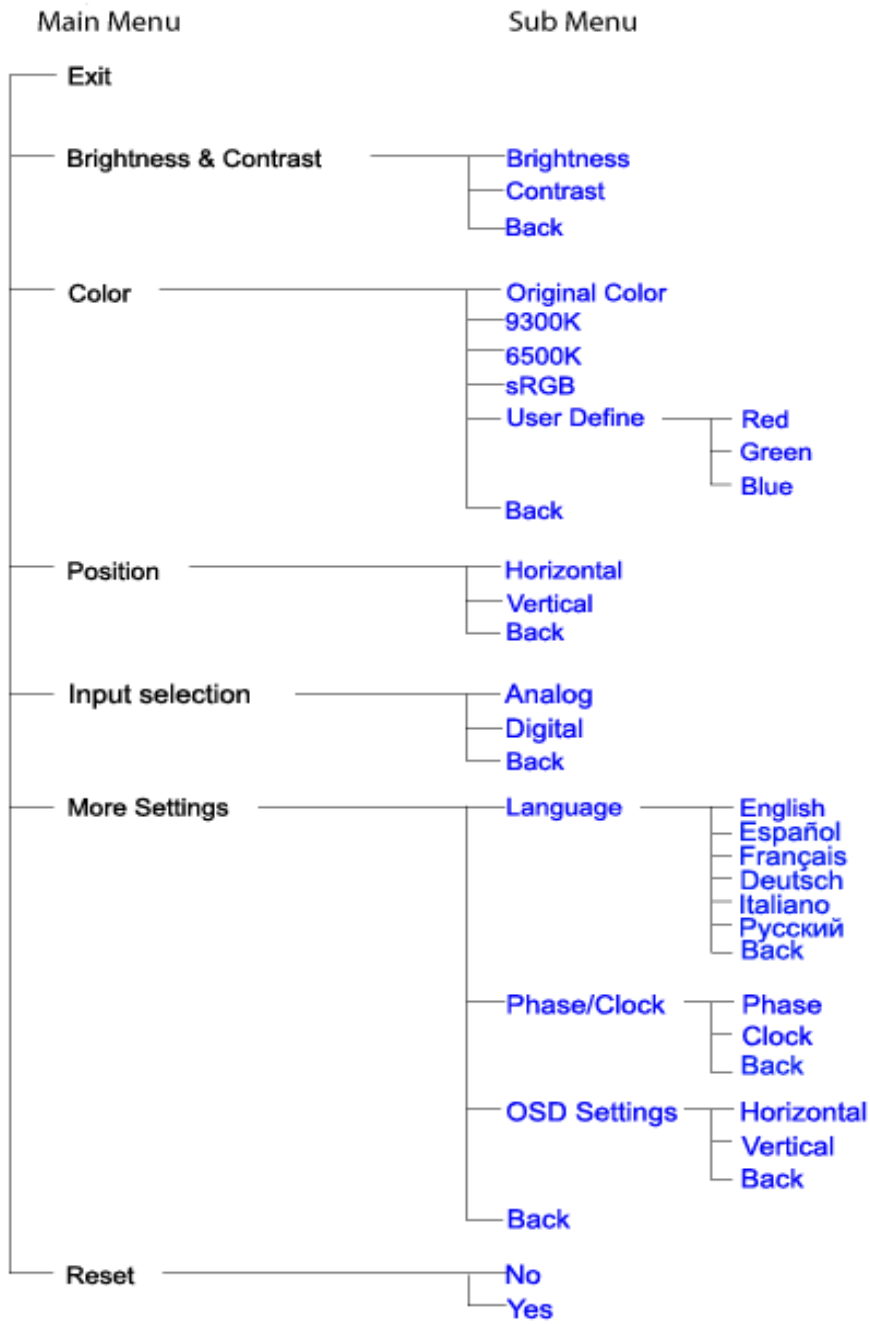 Main Menu Sub Menu
Exit
Brightness & Contrast Brightness
Contrast
Back
Color Original Color
9300K
6500K
sRGB
User Define Red
Green
Blue
Back
Position Horizontal
Vertical
Back
Input selection Analog
Digital
Back
More Settings Language English
Español
Français
Deutsch
Italiano
Русский
Back
Phase/Clock Phase
Clock
Back
OSD Settings Horizontal
Vertical
Back
Back
Reset No
Yes